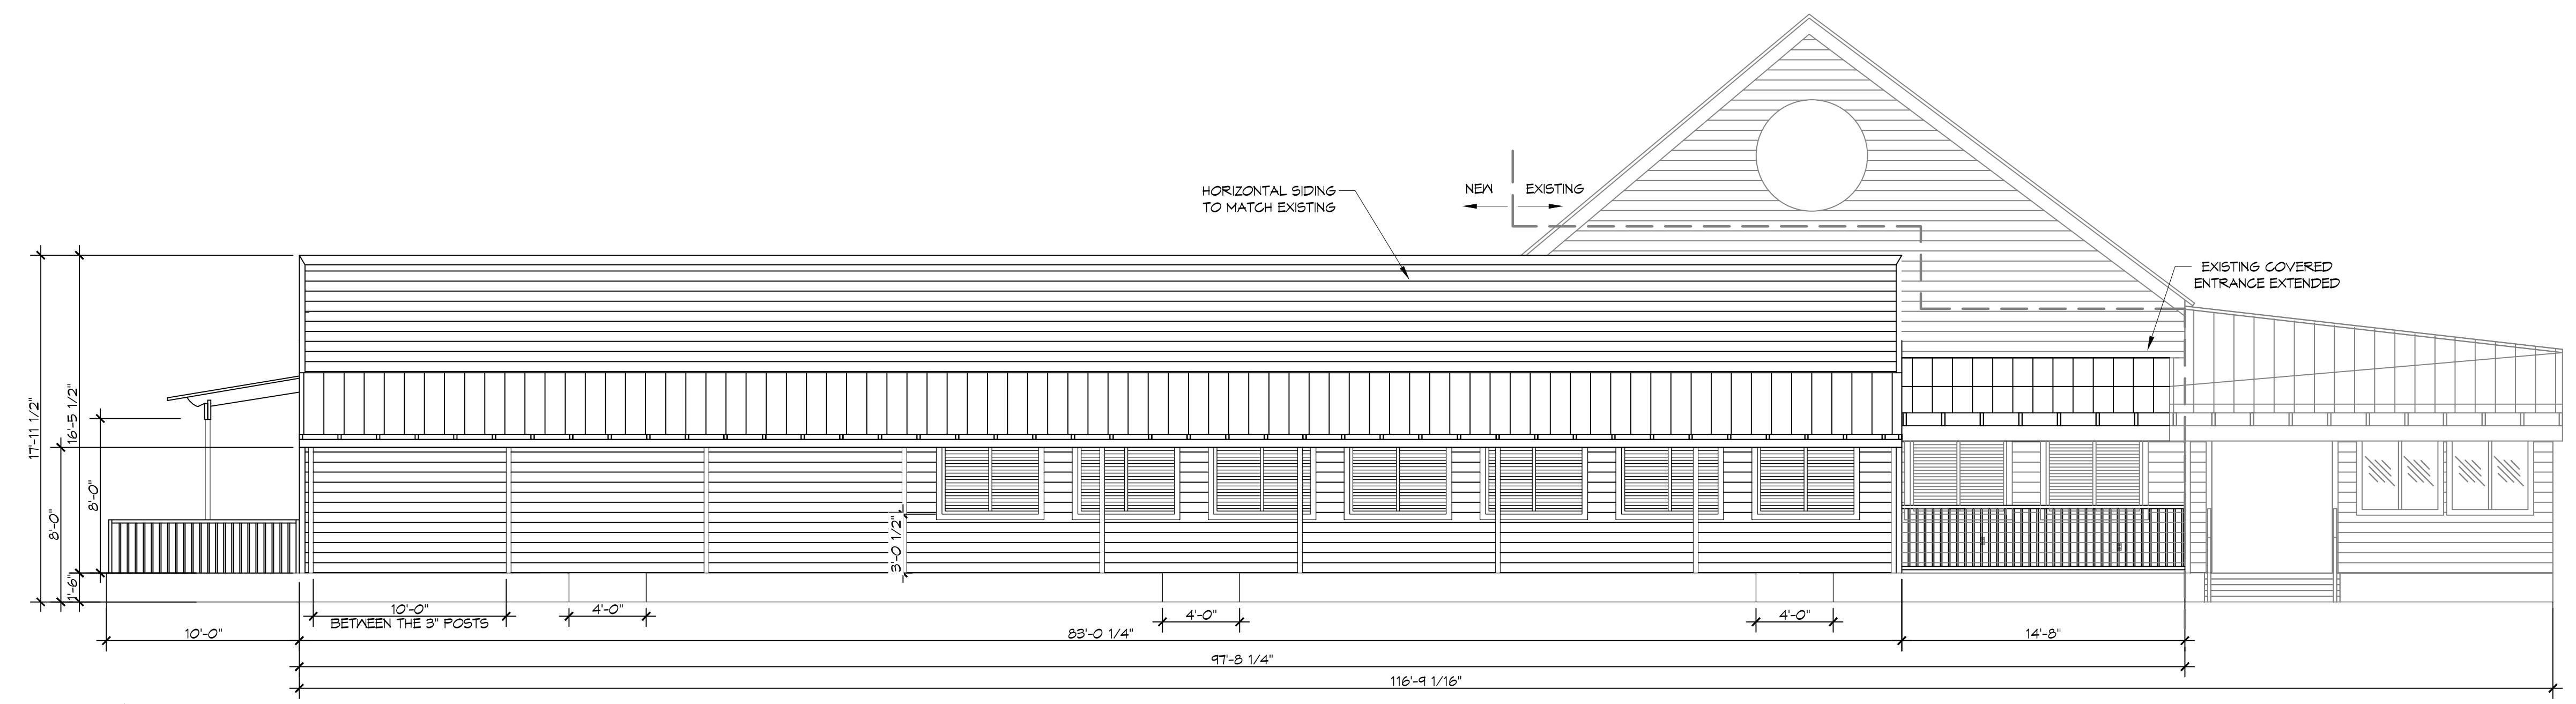 NEW
EXISTING
HORIZONTAL SIDING
TO MATCH EXISTING
EXISTING COVERED
ENTRANCE EXTENDED
17'-11 1/2"
16'-5 1/2"
8'-0"
8'-0"
1'-6"
3'-0 1/2"
10'-0"
BETWEEN THE 3" POSTS
4'-0"
4'-0"
4'-0"
10'-0"
83'-0 1/4"
14'-8"
97'-8 1/4"
116'-9 1/16"